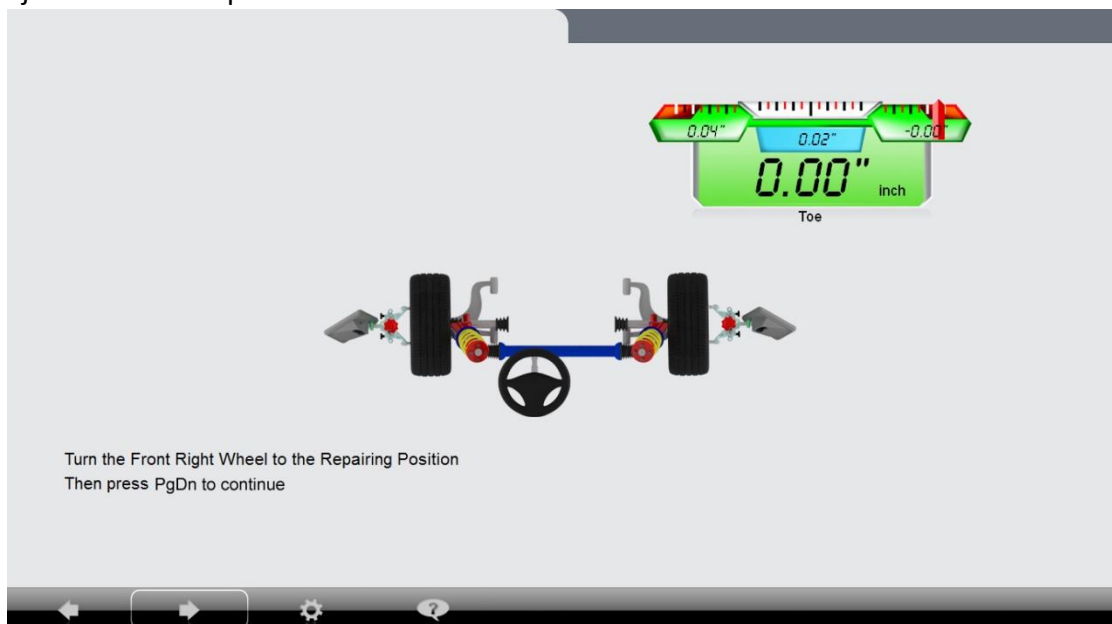 0.04" 0.02" -0.00"
0.00" inch
Toe
Turn the Front Right Wheel to the Repairing Position
Then press PgDn to continue
?